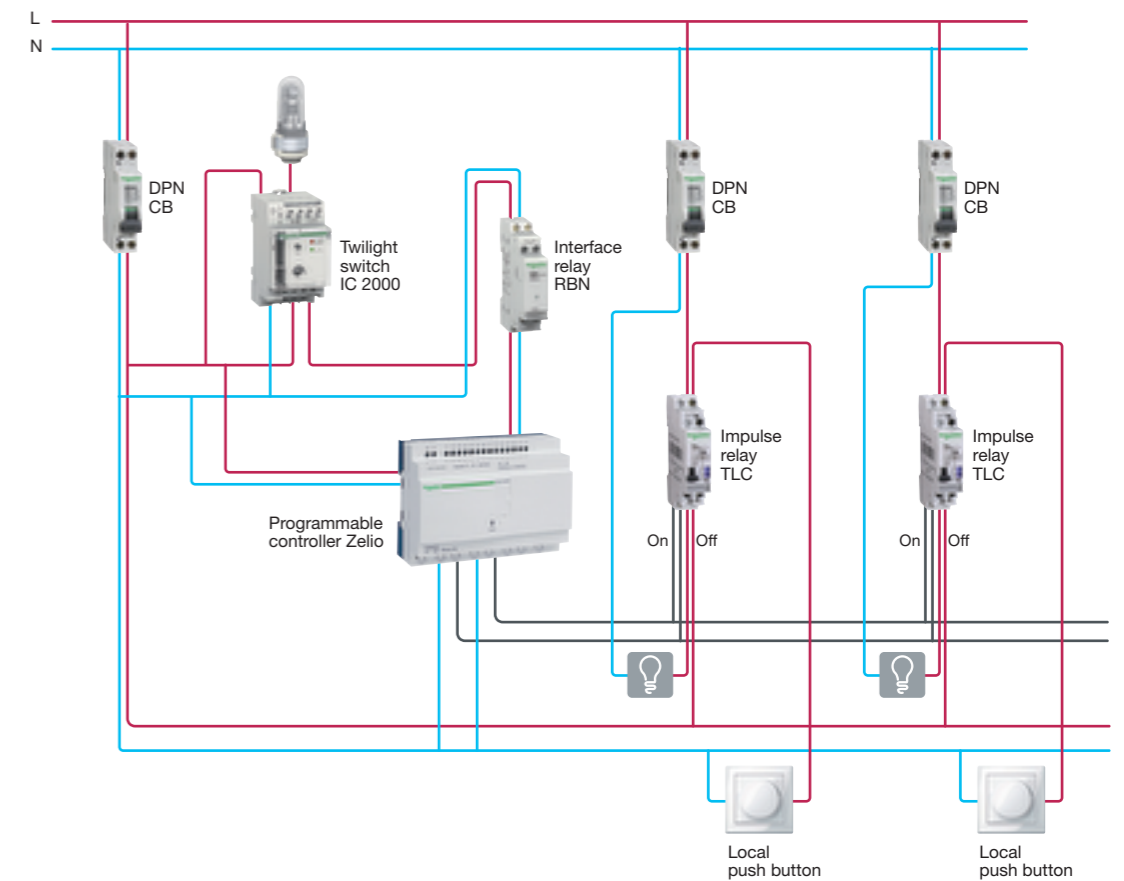 L
N
DPN
CB
Twilight
switch
IC 2000
Interface
relay
RBN
DPN
CB
DPN
CB
Impulse
relay
TLC
Impulse
relay
TLC
Programmable
controller Zelio
On
Off
On
Off
Local
push button
Local
push button